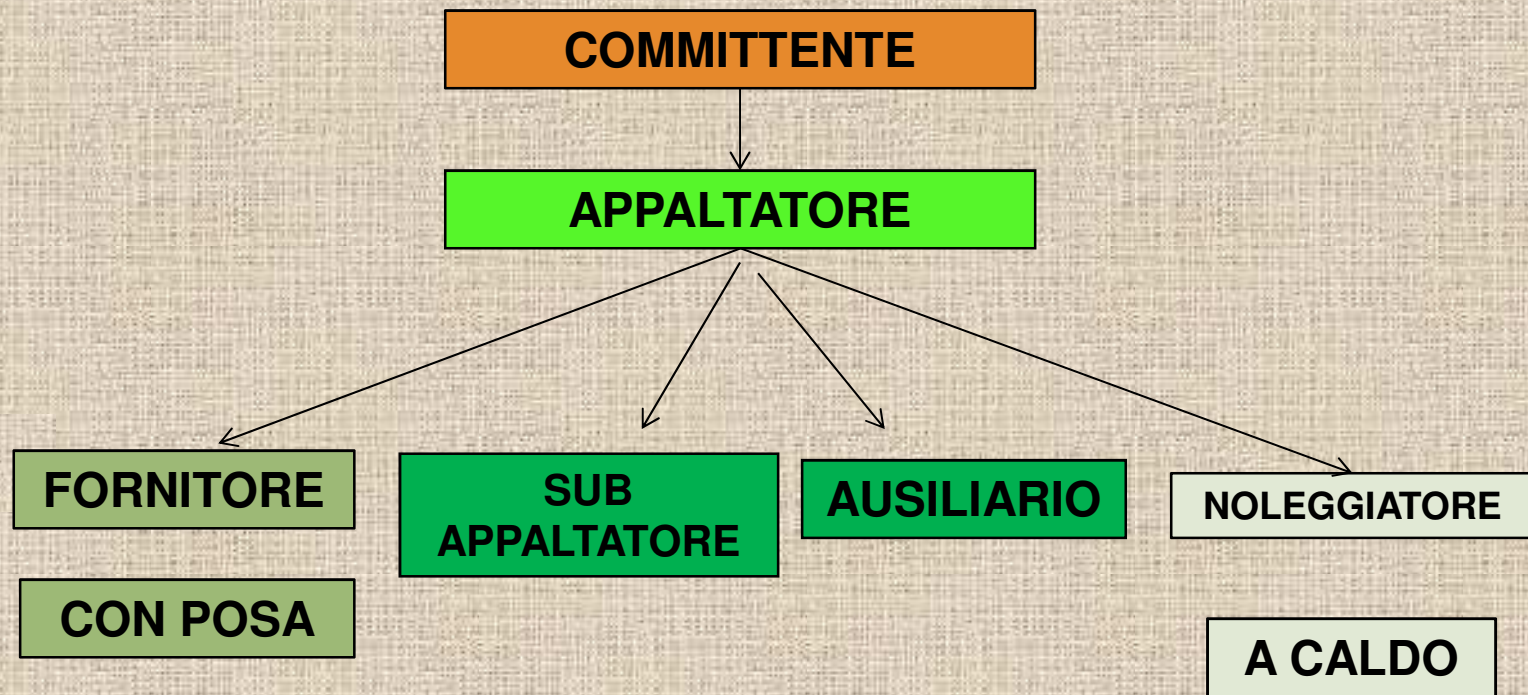 COMMITTENTE
APPALTATORE
FORNITORE
SUB
APPALTATORE
AUSILIARIO
NOLEGGIATORE
CON POSA
A CALDO